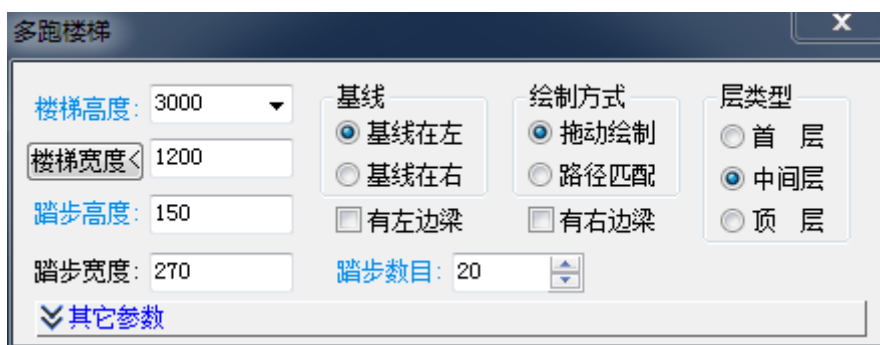 多跑楼梯
楼梯高度: 3000
楼梯宽度< 1200
踏步高度: 150
踏步宽度: 270
基线
基线在左
基线在右
有左边梁
绘制方式
拖动绘制
路径匹配
有右边梁
踏步数目: 20
层类型
首 层
中间层
顶 层
其它参数